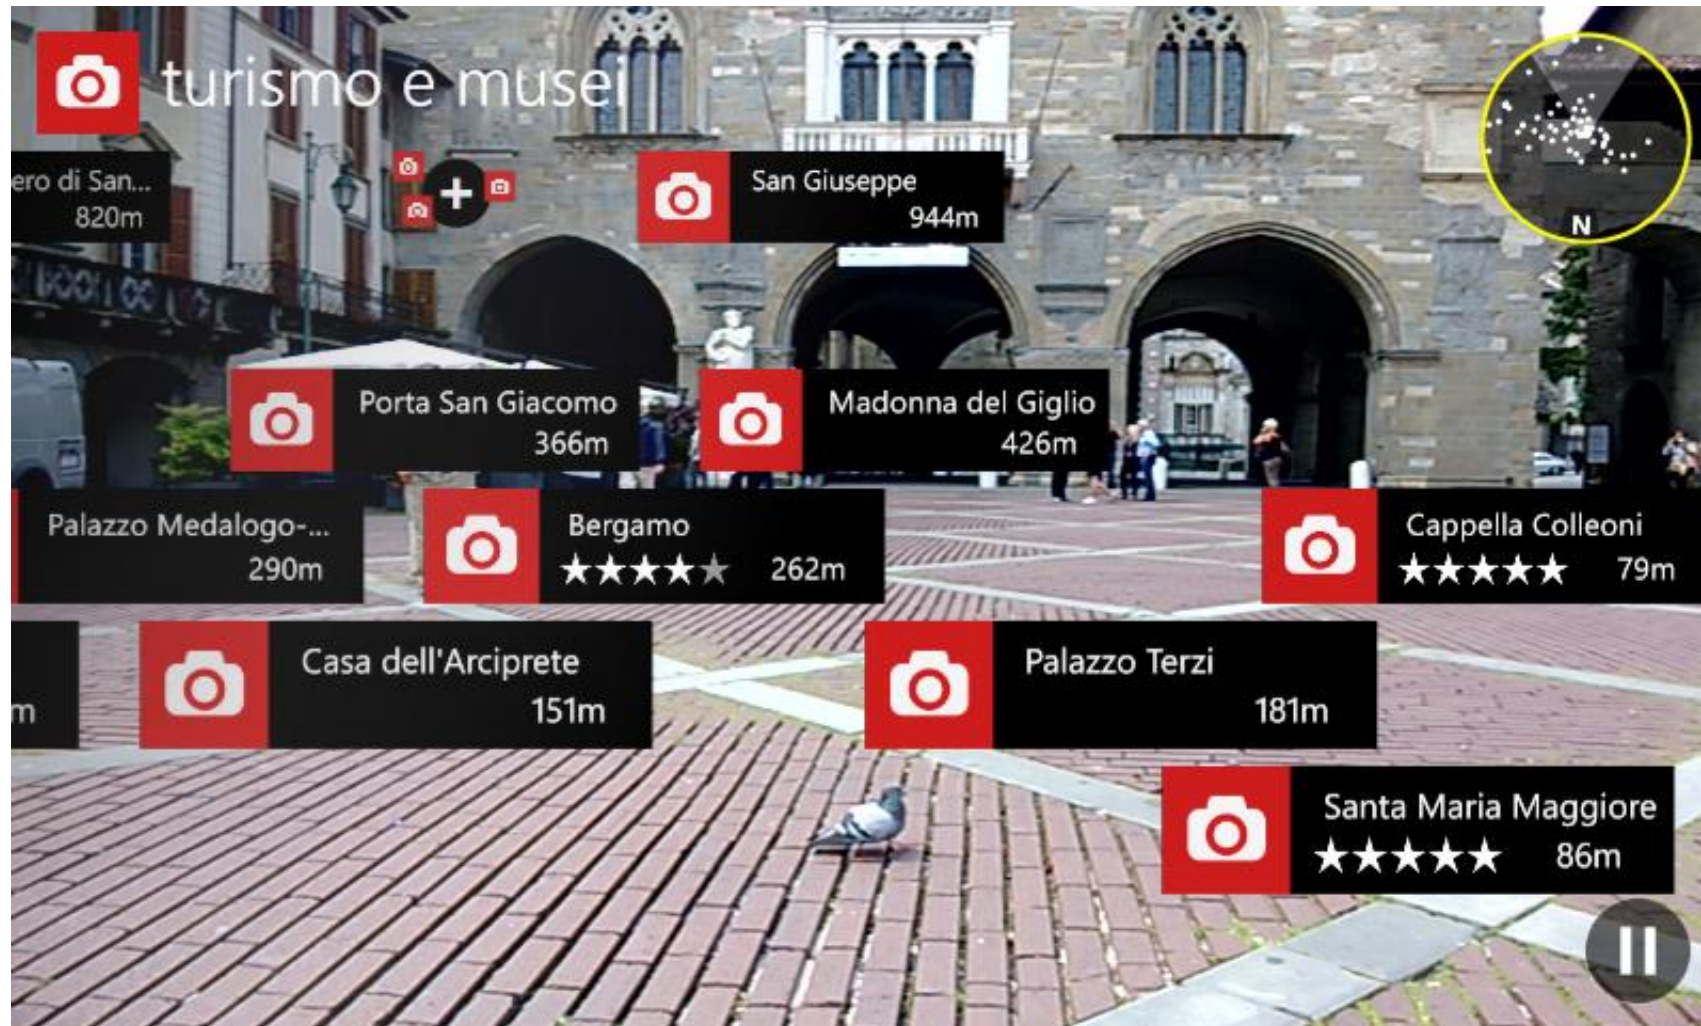 turismo e musei
N
ero di San...
820m
San Giuseppe
944m
Porta San Giacomo
366m
Madonna del Giglio
426m
Palazzo Medalogo-...
290m
Bergamo
262m
Cappella Colleoni
79m
Casa dell'Arciprete
151m
Palazzo Terzi
181m
m
Santa Maria Maggiore
86m